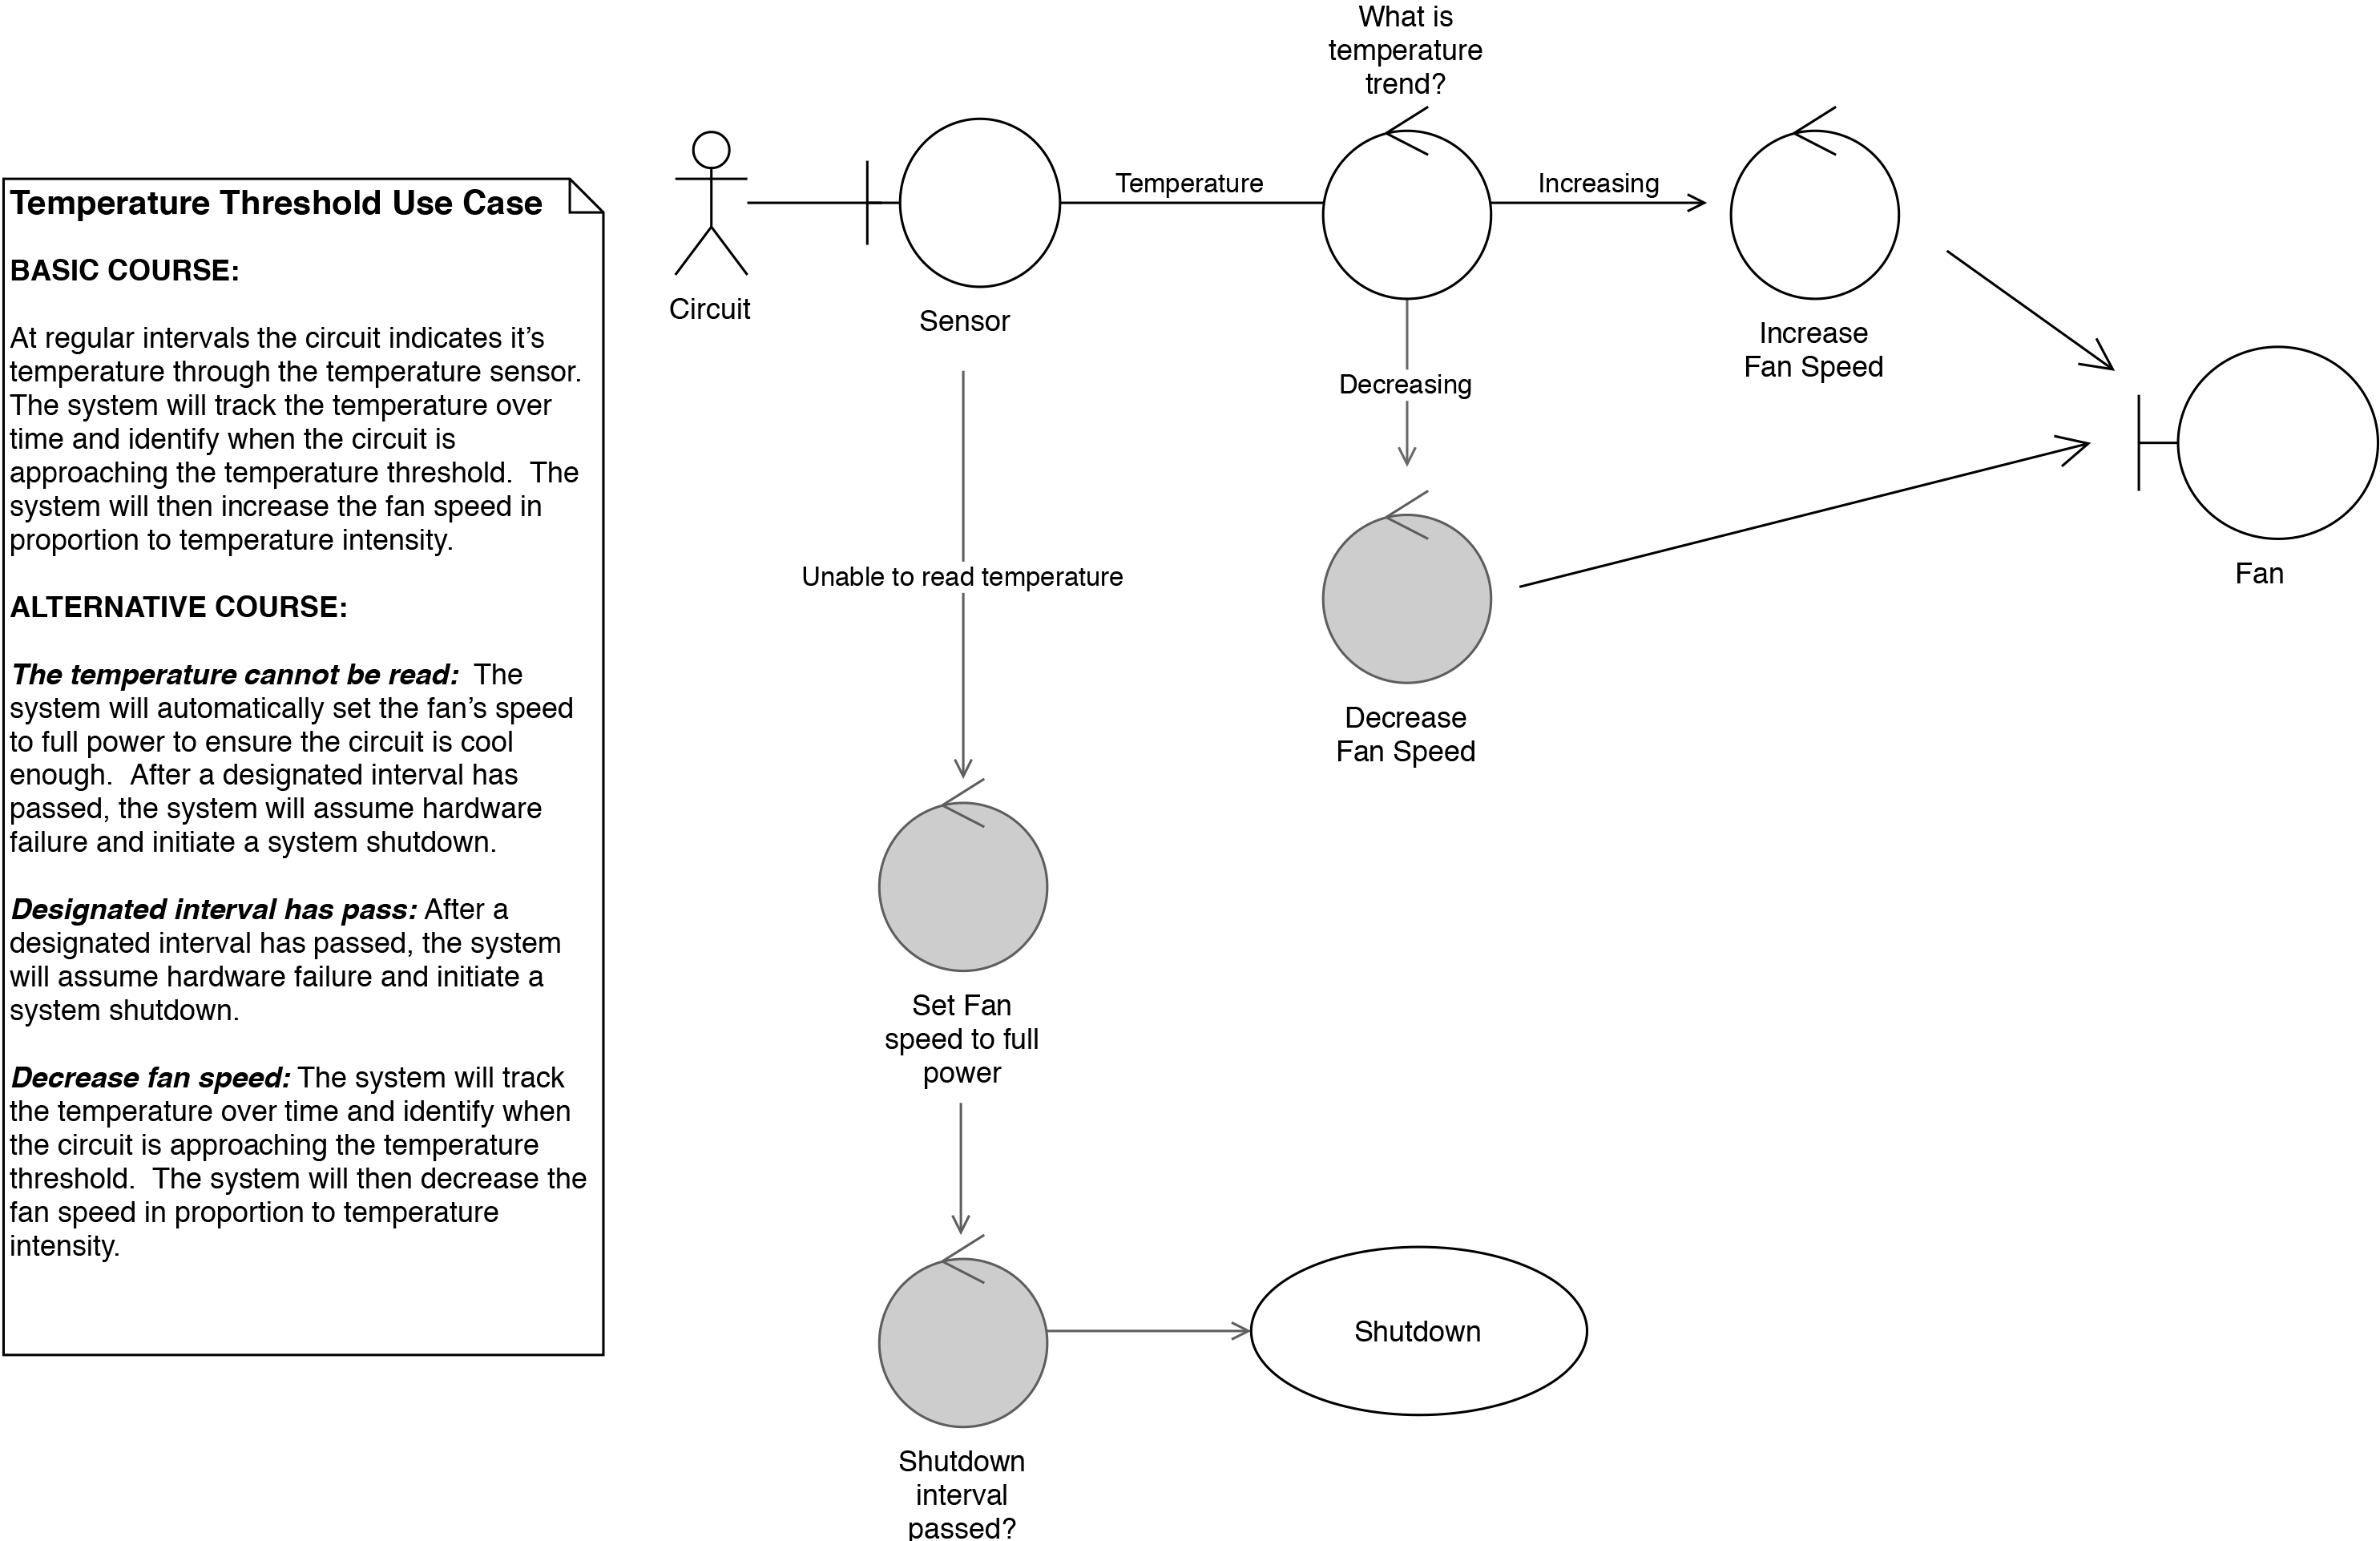 What is
temperature
trend?
Temperature Threshold Use Case
BASIC COURSE:
At regular intervals the circuit indicates it’s
temperature through the temperature sensor.
The system will track the temperature over
time and identify when the circuit is
approaching the temperature threshold.  The
system will then increase the fan speed in
proportion to temperature intensity.
ALTERNATIVE COURSE:
The temperature cannot be read:  The
system will automatically set the fan’s speed
to full power to ensure the circuit is cool
enough.  After a designated interval has
passed, the system will assume hardware
failure and initiate a system shutdown.
Designated interval has pass: After a
designated interval has passed, the system
will assume hardware failure and initiate a
system shutdown.
Decrease fan speed: The system will track
the temperature over time and identify when
the circuit is approaching the temperature
threshold.  The system will then decrease the
fan speed in proportion to temperature
intensity.
Circuit
Sensor
Temperature
Increasing
Increase
Fan Speed
Decreasing
Fan
Unable to read temperature
Decrease
Fan Speed
Set Fan
speed to full
power
Shutdown
Shutdown
interval
passed?